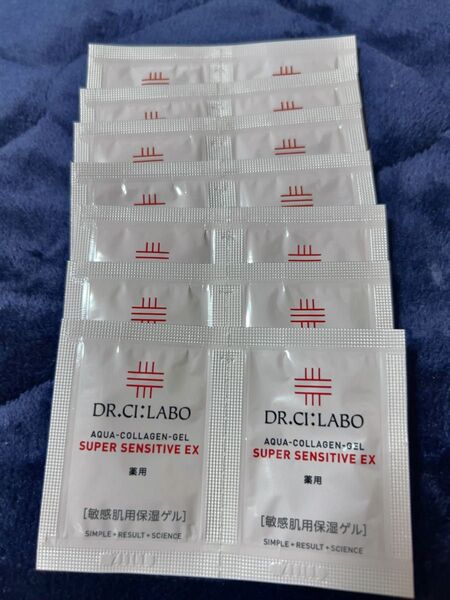 DR.CI:LABO
AQUA-COLLAGEN-GEL
SUPER SENSITIVE EX
薬用
[敏感肌用保湿ゲル]
SIMPLE + RESULT + SCIENCE
DR.CI:LABO
AQUA-COLLAGEN-GEL
SUPER SENSITIVE EX
薬用
[敏感肌用保湿ゲル]
SIMPLE + RESULT + SCIENCE